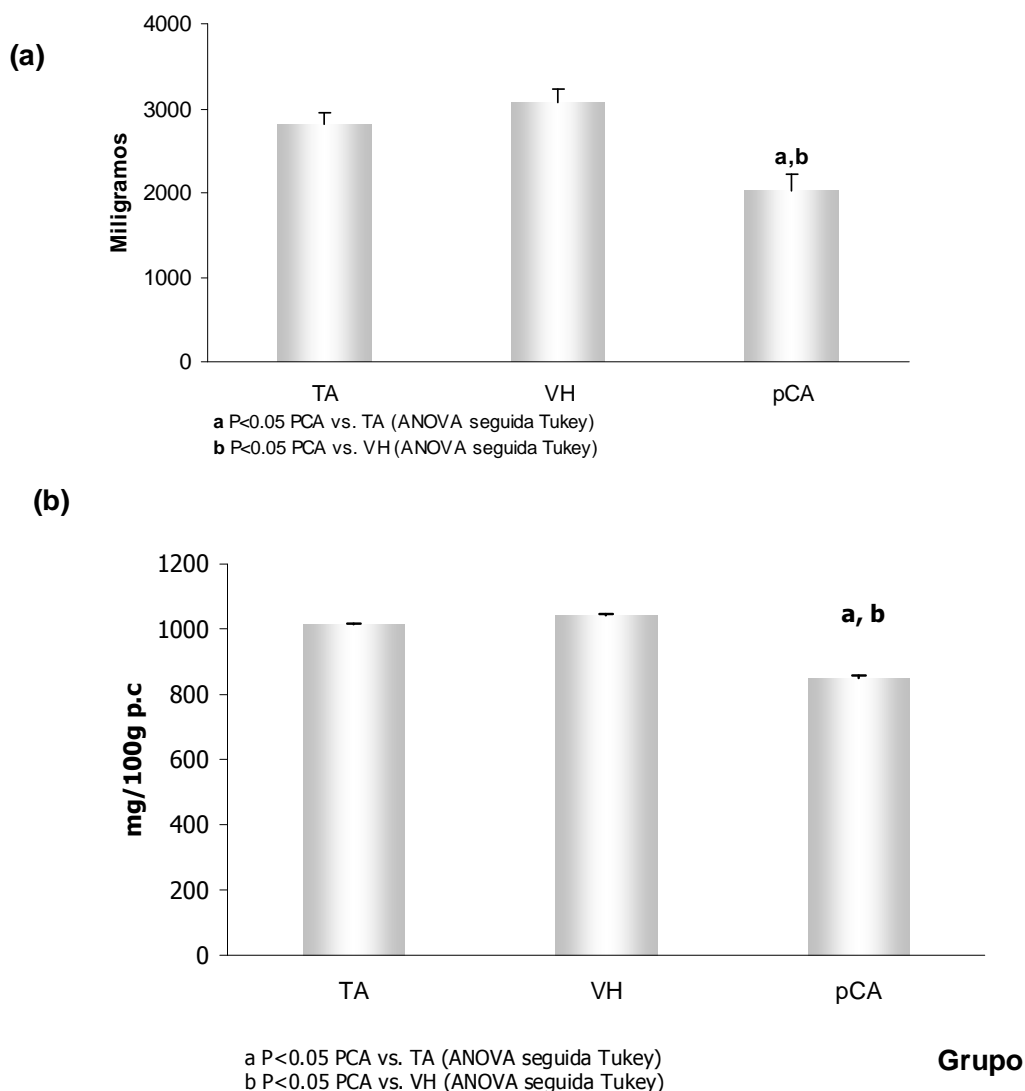 (a)
4000
3000
2000
1000
0
Miligramos
a,b
TA VH pCA
a P<0.05 PCA vs. TA (ANOVA seguida Tukey)
b P<0.05 PCA vs. VH (ANOVA seguida Tukey)
(b)
1200
1000
800
600
400
200
0
mg/100g p.c
a, b
TA VH pCA
a P<0.05 PCA vs. TA (ANOVA seguida Tukey)
b P<0.05 PCA vs. VH (ANOVA seguida Tukey)
Grupo